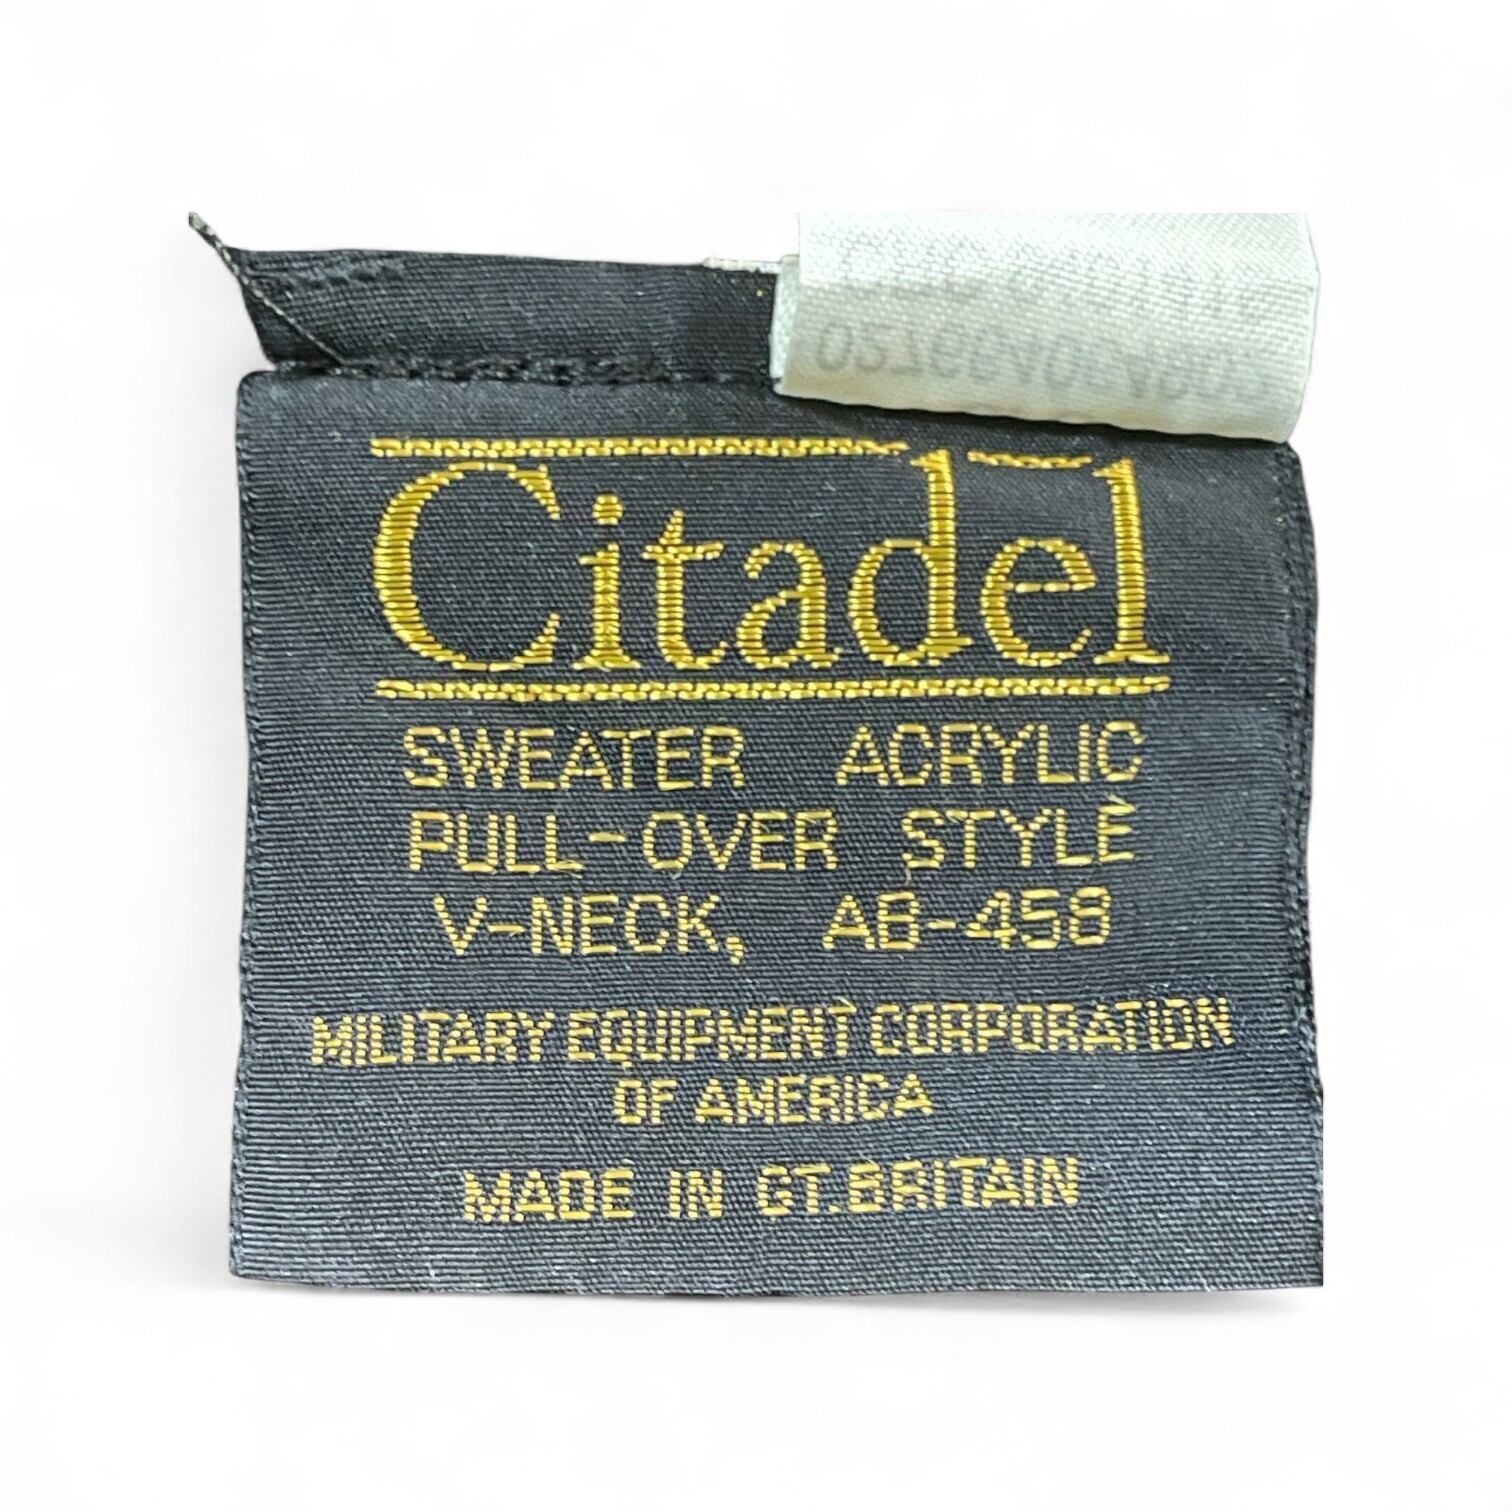 Citadel
SWEATER ACRYLIC
PULL-OVER STYLE
V-NECK, AB-458
MILITARY EQUIPMENT CORPORATION
OF AMERICA
MADE IN GT.BRITAIN